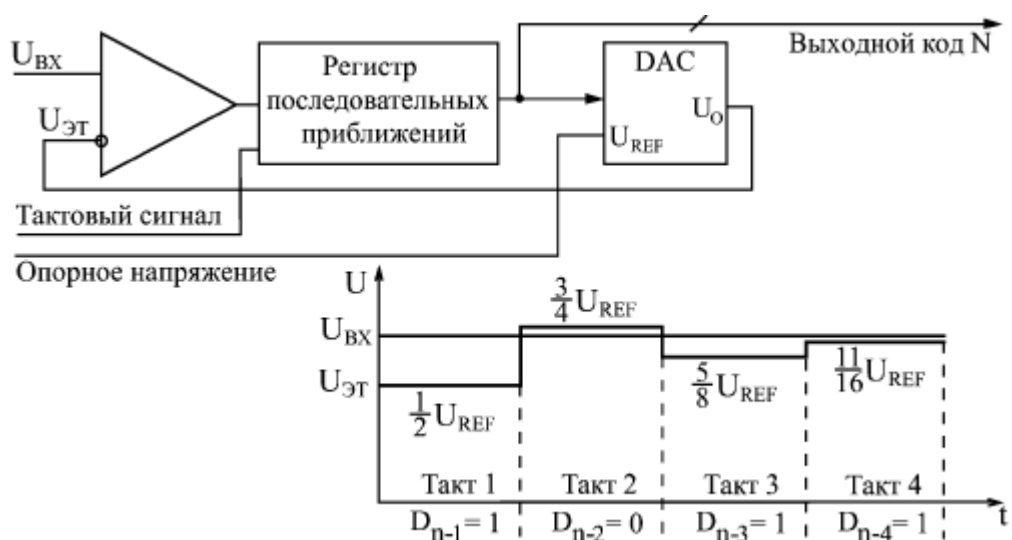 U_ВХ
U_ЭТ
Регистр
последовательных
приближений
DAC
U_REF
U_O
Выходной код N
Тактовый сигнал
Опорное напряжение
U
U_ВХ
U_ЭТ
1/2 U_REF
3/4 U_REF
5/8 U_REF
11/16 U_REF
Такт 1 Такт 2 Такт 3 Такт 4
t
D_n-1 = 1 D_n-2 = 0 D_n-3 = 1 D_n-4 = 1